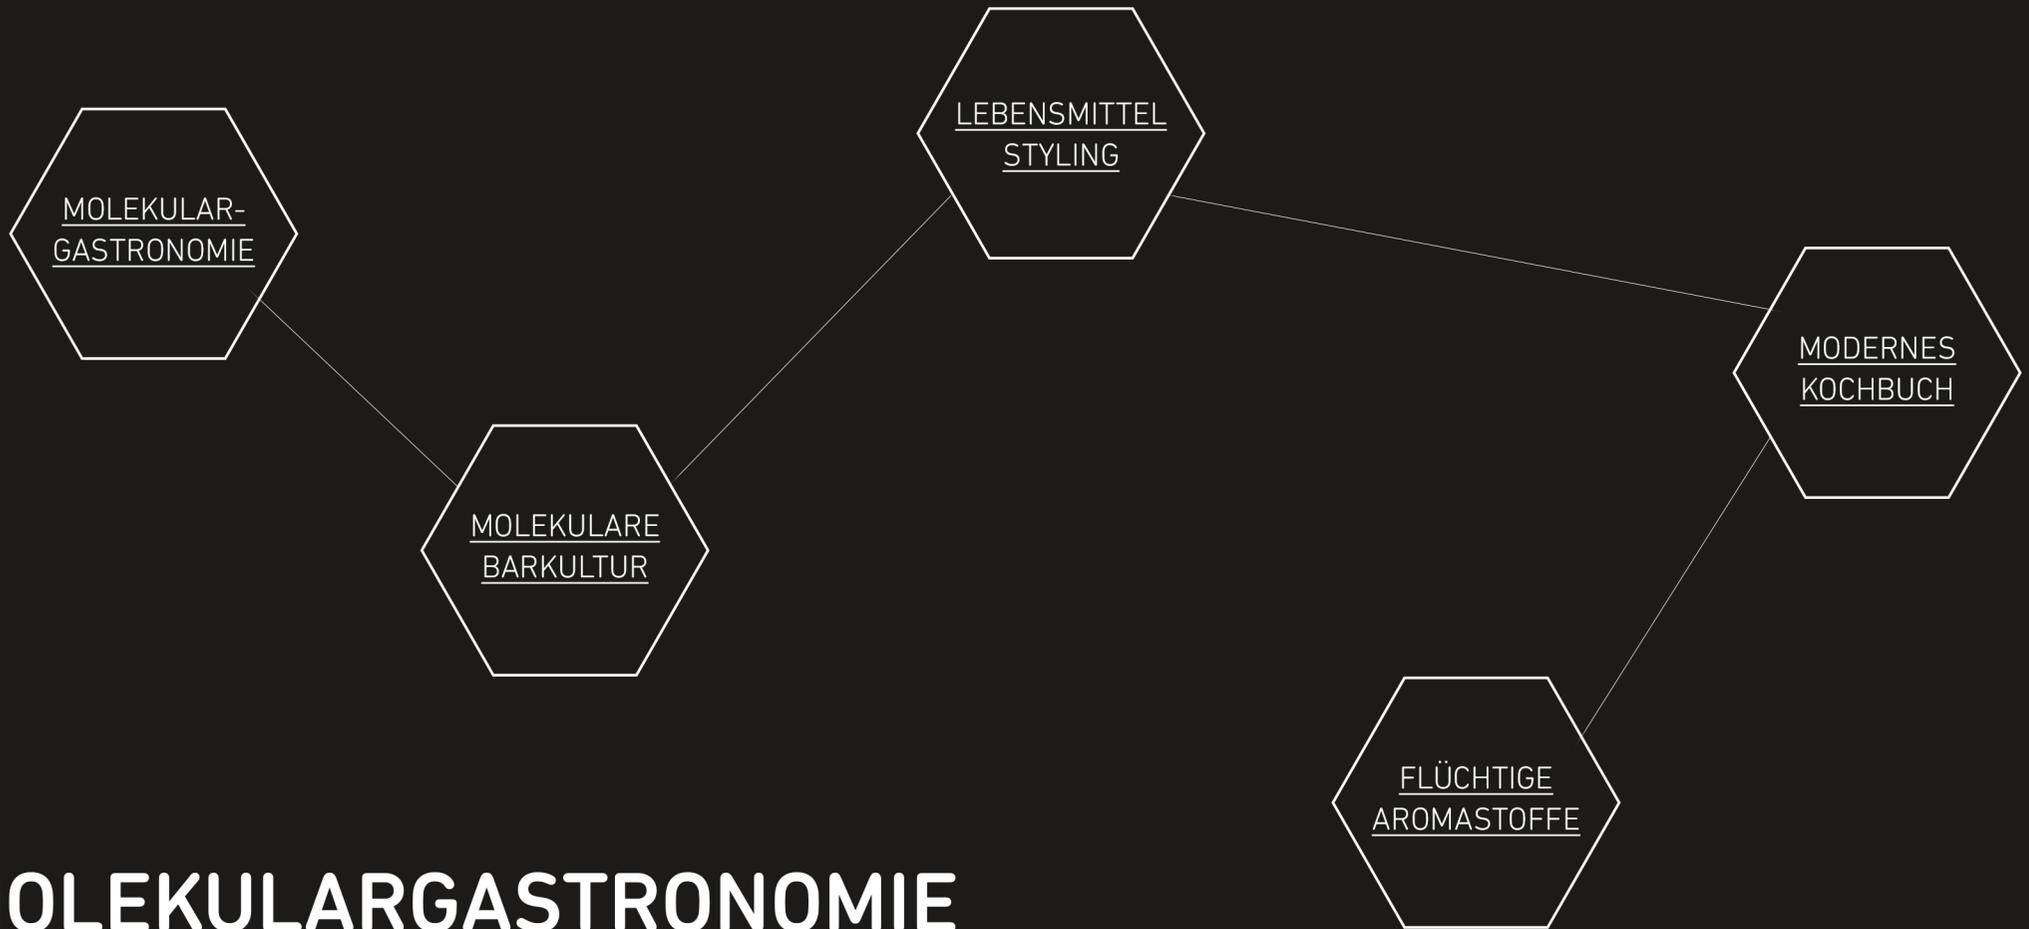 LEBENSMITTEL
STYLING
MOLEKULAR-
GASTRONOMIE
MODERNES
KOCHBUCH
MOLEKULARE
BARKULTUR
FLÜCHTIGE
AROMASTOFFE
OLEKULARGASTRONOMIE